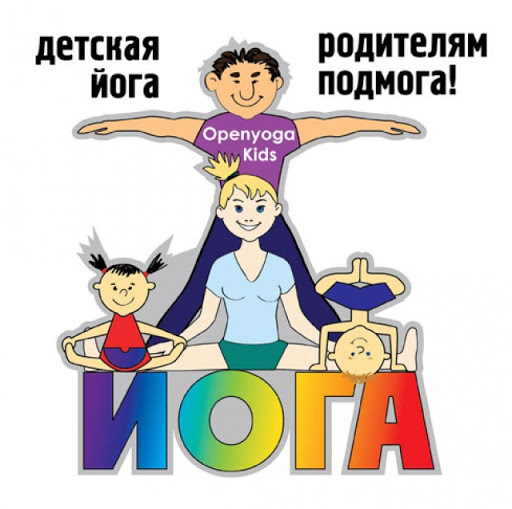 детская
йога
родителям
подмога!
Openyoga
Kids
ЙОГА